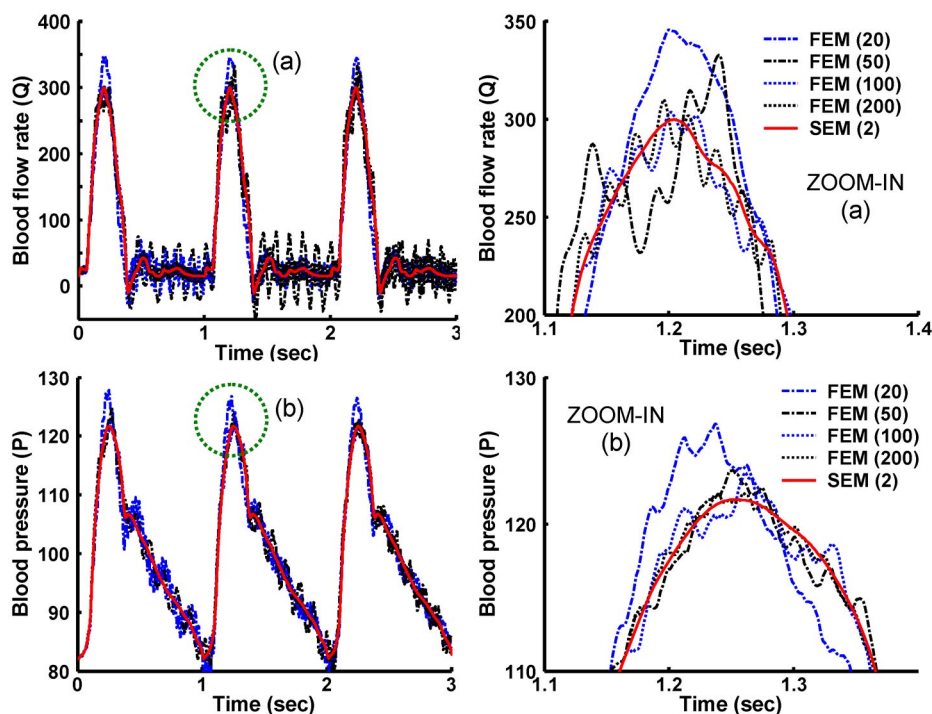 Blood flow rate (Q)
400
300
200
100
0
0
1
2
3
Time (sec)
(a)
Blood flow rate (Q)
350
300
250
200
1.1
1.2
1.3
1.4
Time (sec)
FEM (20)
FEM (50)
FEM (100)
FEM (200)
SEM (2)
ZOOM-IN
(a)
Blood pressure (P)
130
120
110
100
90
80
0
1
2
3
Time (sec)
(b)
Blood pressure (P)
130
120
110
1.1
1.2
1.3
Time (sec)
ZOOM-IN
(b)
FEM (20)
FEM (50)
FEM (100)
FEM (200)
SEM (2)